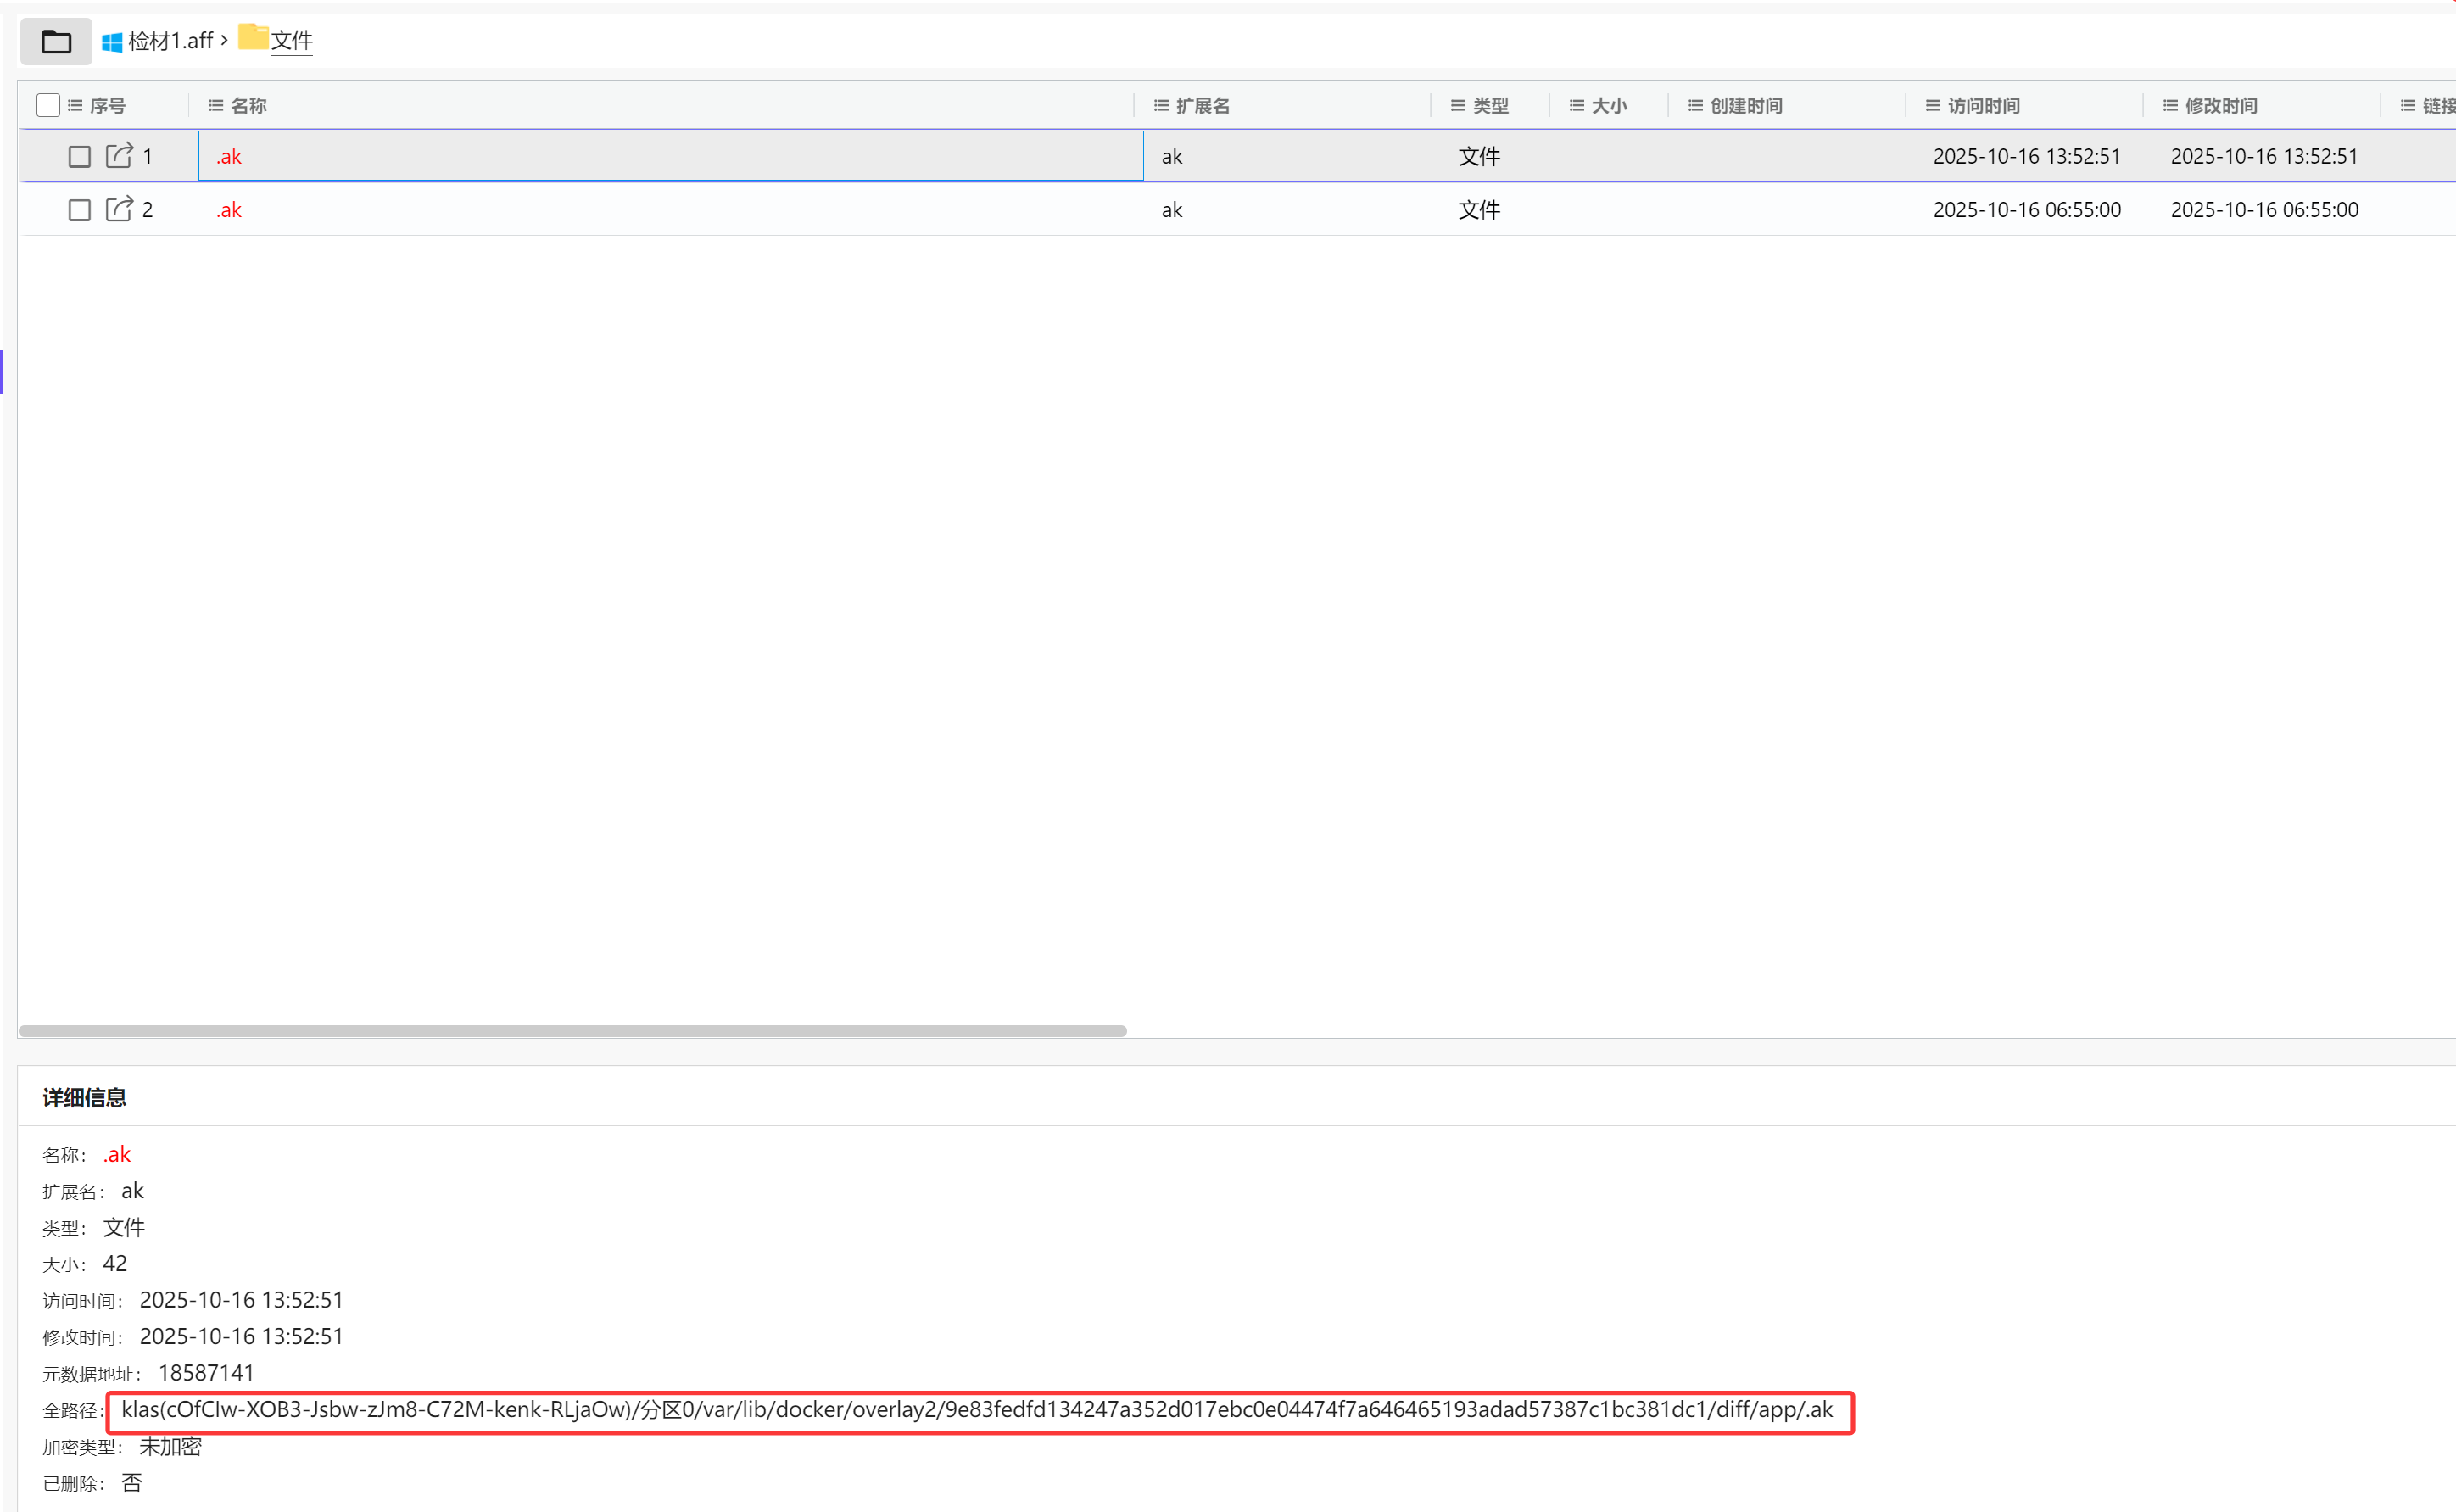 检材1.aff › 文件
序号 名称 扩展名 类型 大小 创建时间 访问时间 修改时间 链接
1 .ak ak 文件 2025-10-16 13:52:51 2025-10-16 13:52:51
2 .ak ak 文件 2025-10-16 06:55:00 2025-10-16 06:55:00
详细信息
名称： .ak
扩展名： ak
类型： 文件
大小： 42
访问时间： 2025-10-16 13:52:51
修改时间： 2025-10-16 13:52:51
元数据地址： 18587141
全路径： klas(cOfCIw-XOB3-Jsbw-zJm8-C72M-kenk-RLjaOw)/分区0/var/lib/docker/overlay2/9e83fedfd134247a352d017ebc0e04474f7a646465193adad57387c1bc381dc1/diff/app/.ak
加密类型： 未加密
已删除： 否